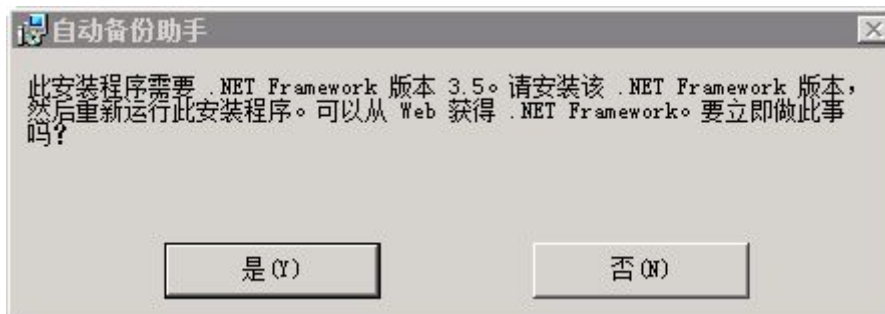 自动备份助手
此安装程序需要 .NET Framework 版本 3.5。请安装该 .NET Framework 版本，
然后重新运行此安装程序。可以从 Web 获得 .NET Framework。要立即做此事
吗?
是(Y)
否(N)